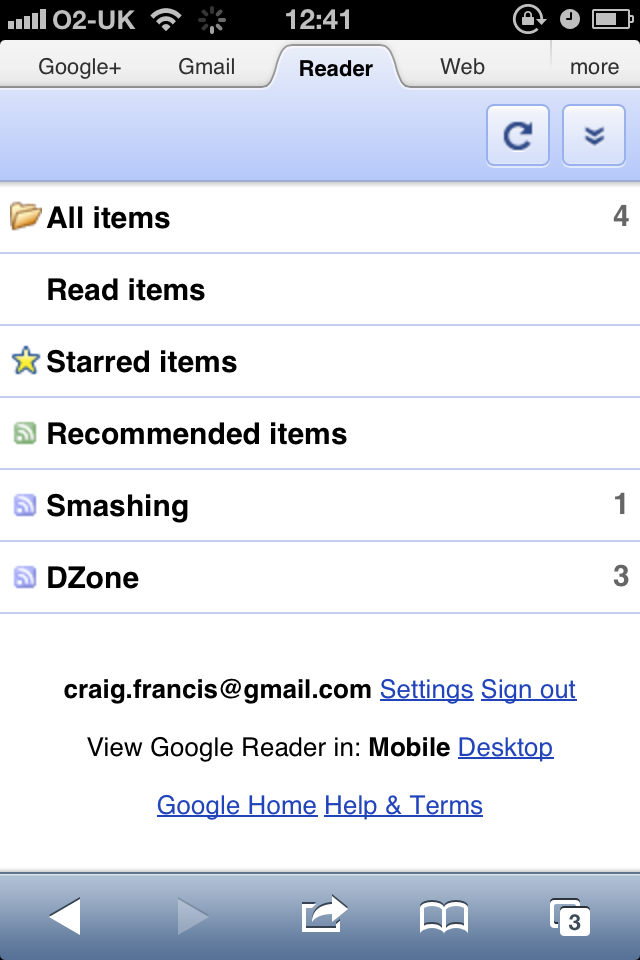 O2-UK 12:41
Google+ Gmail Reader Web more
All items 4
Read items
Starred items
Recommended items
Smashing 1
DZone 3
craig.francis@gmail.com Settings Sign out
View Google Reader in: Mobile Desktop
Google Home Help & Terms
3